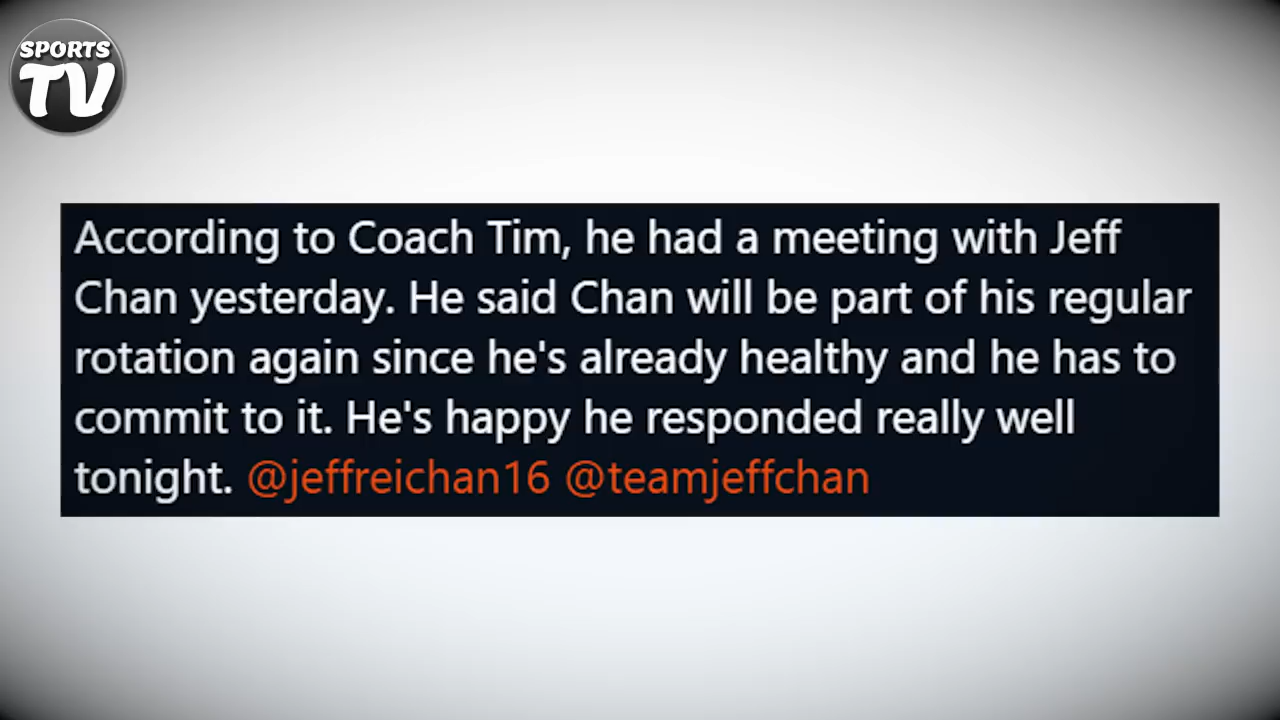 SPORTS
TV
According to Coach Tim, he had a meeting with Jeff
Chan yesterday. He said Chan will be part of his regular
rotation again since he's already healthy and he has to
commit to it. He's happy he responded really well
tonight. @jeffreichan16 @teamjeffchan